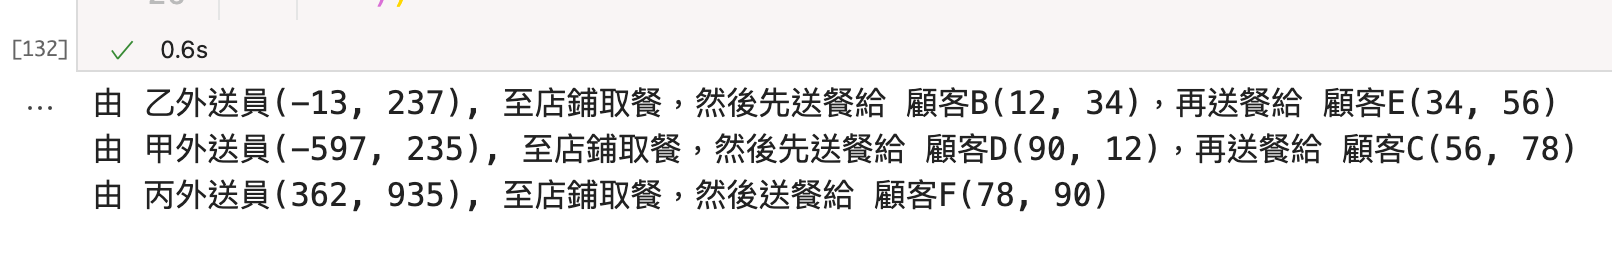 [132]
0.6s
... 由 乙外送員(-13, 237), 至店鋪取餐，然後先送餐給 顧客B(12, 34)，再送餐給 顧客E(34, 56)
由 甲外送員(-597, 235), 至店鋪取餐，然後先送餐給 顧客D(90, 12)，再送餐給 顧客C(56, 78)
由 丙外送員(362, 935), 至店鋪取餐，然後送餐給 顧客F(78, 90)